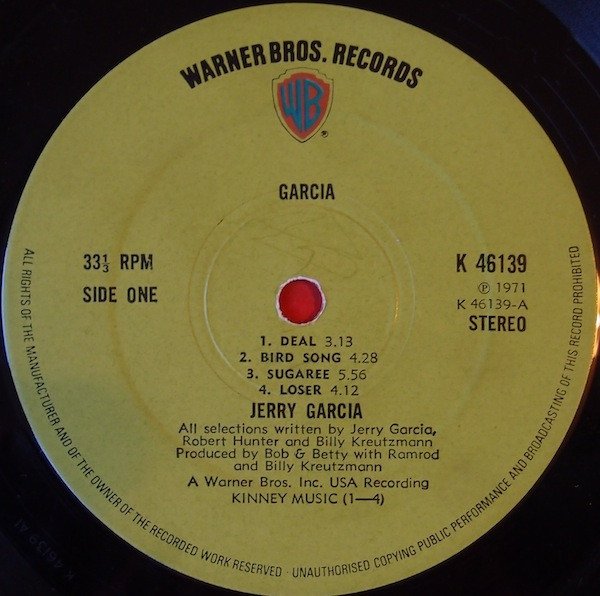 WARNER BROS. RECORDS
WB
®
GARCIA
33⅓ RPM
SIDE ONE
K 46139
Ⓟ 1971
K 46139-A
STEREO
1. DEAL 3.13
2. BIRD SONG 4.28
3. SUGAREE 5.56
4. LOSER 4.12
JERRY GARCIA
All selections written by Jerry Garcia,
Robert Hunter and Billy Kreutzmann
Produced by Bob & Betty with Ramrod
and Billy Kreutzmann
A Warner Bros. Inc. USA Recording
KINNEY MUSIC (1—4)
ALL RIGHTS OF THE MANUFACTURER AND OF THE OWNER OF THE RECORDED WORK RESERVED · UNAUTHORISED COPYING PUBLIC PERFORMANCE AND BROADCASTING OF THIS RECORD PROHIBITED